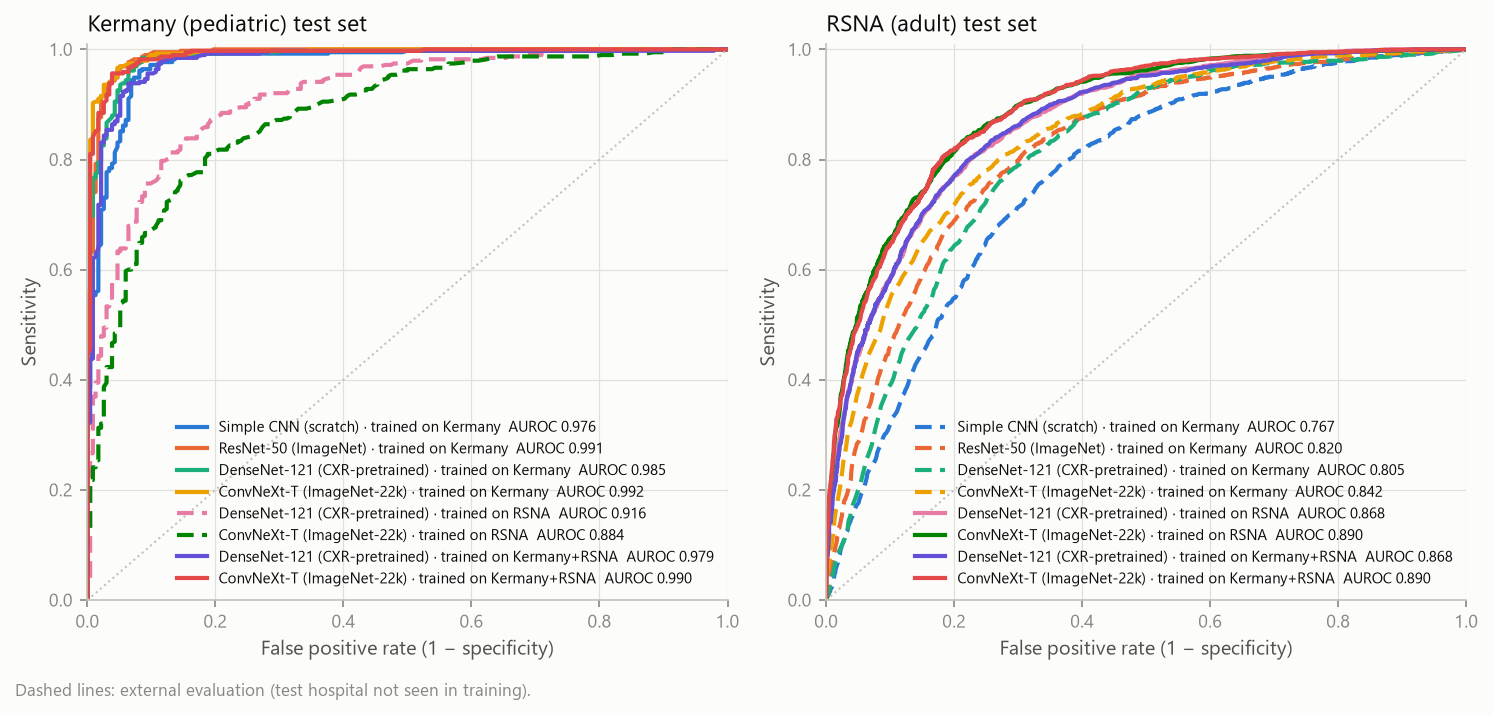 Kermany (pediatric) test set
1.0
0.8
0.6
0.4
0.2
0.0
Sensitivity
Simple CNN (scratch) · trained on Kermany AUROC 0.976
ResNet-50 (ImageNet) · trained on Kermany AUROC 0.991
DenseNet-121 (CXR-pretrained) · trained on Kermany AUROC 0.985
ConvNeXt-T (ImageNet-22k) · trained on Kermany AUROC 0.992
DenseNet-121 (CXR-pretrained) · trained on RSNA AUROC 0.916
ConvNeXt-T (ImageNet-22k) · trained on RSNA AUROC 0.884
DenseNet-121 (CXR-pretrained) · trained on Kermany+RSNA AUROC 0.979
ConvNeXt-T (ImageNet-22k) · trained on Kermany+RSNA AUROC 0.990
0.0 0.2 0.4 0.6 0.8 1.0
False positive rate (1 − specificity)
RSNA (adult) test set
1.0
0.8
0.6
0.4
0.2
0.0
Sensitivity
Simple CNN (scratch) · trained on Kermany AUROC 0.767
ResNet-50 (ImageNet) · trained on Kermany AUROC 0.820
DenseNet-121 (CXR-pretrained) · trained on Kermany AUROC 0.805
ConvNeXt-T (ImageNet-22k) · trained on Kermany AUROC 0.842
DenseNet-121 (CXR-pretrained) · trained on RSNA AUROC 0.868
ConvNeXt-T (ImageNet-22k) · trained on RSNA AUROC 0.890
DenseNet-121 (CXR-pretrained) · trained on Kermany+RSNA AUROC 0.868
ConvNeXt-T (ImageNet-22k) · trained on Kermany+RSNA AUROC 0.890
0.0 0.2 0.4 0.6 0.8 1.0
False positive rate (1 − specificity)
Dashed lines: external evaluation (test hospital not seen in training).